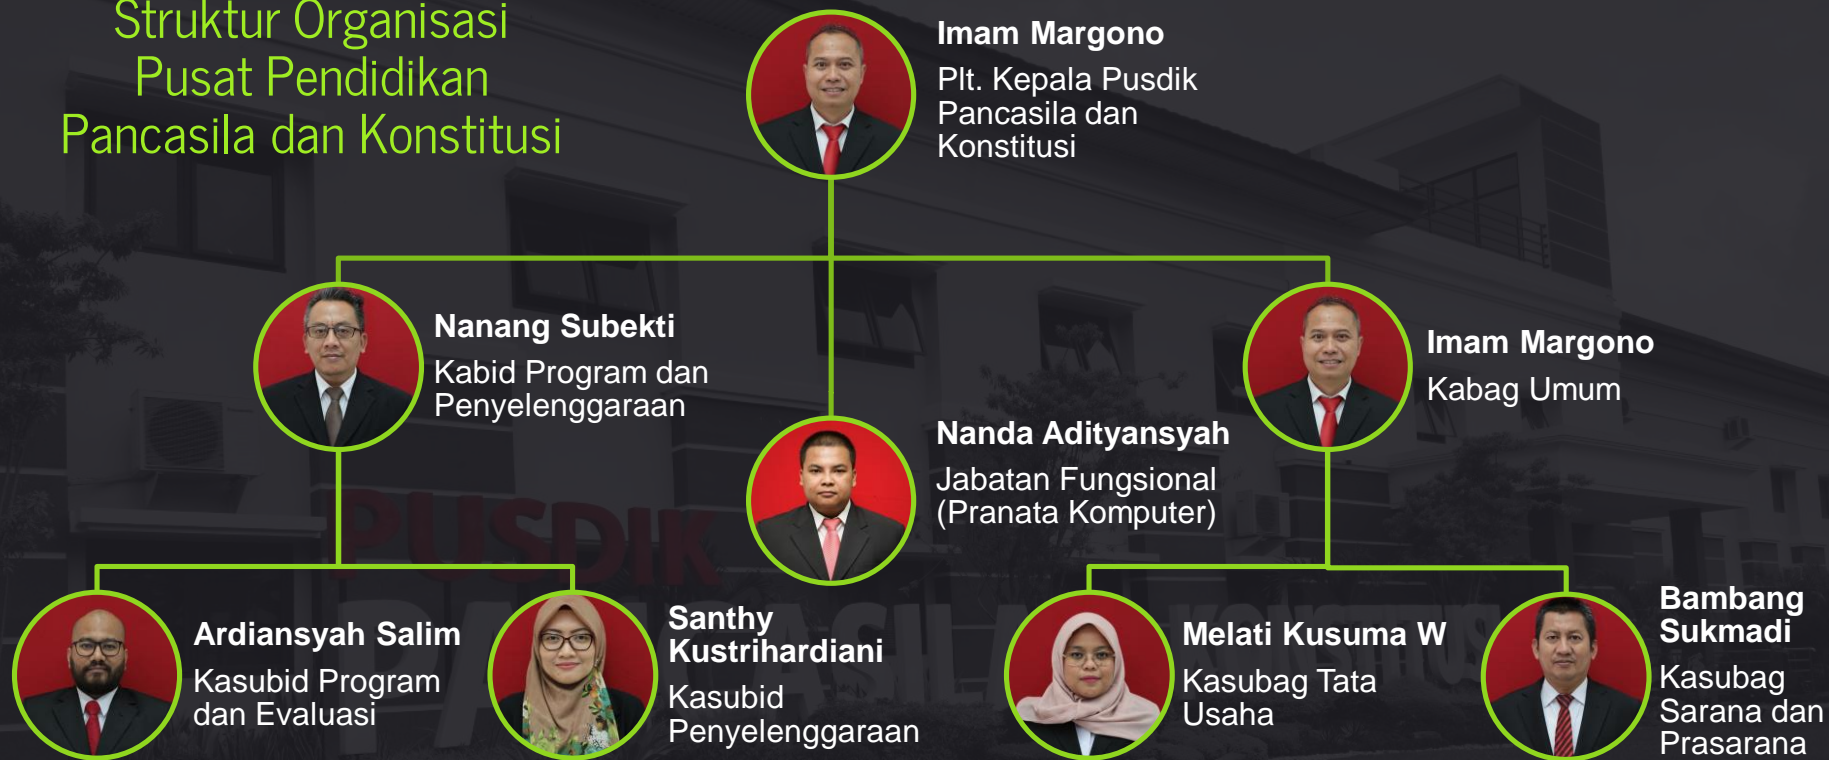 Struktur Organisasi
Pusat Pendidikan
Pancasila dan Konstitusi
Imam Margono
Plt. Kepala Pusdik
Pancasila dan
Konstitusi
Nanang Subekti
Kabid Program dan
Penyelenggaraan
Nanda Adityansyah
Jabatan Fungsional
(Pranata Komputer)
Imam Margono
Kabag Umum
Ardiansyah Salim
Kasubid Program
dan Evaluasi
Santhy
Kustrihardiani
Kasubid
Penyelenggaraan
Melati Kusuma W
Kasubag Tata
Usaha
Bambang
Sukmadi
Kasubag
Sarana dan
Prasarana
PUSDIK
PANCASILA